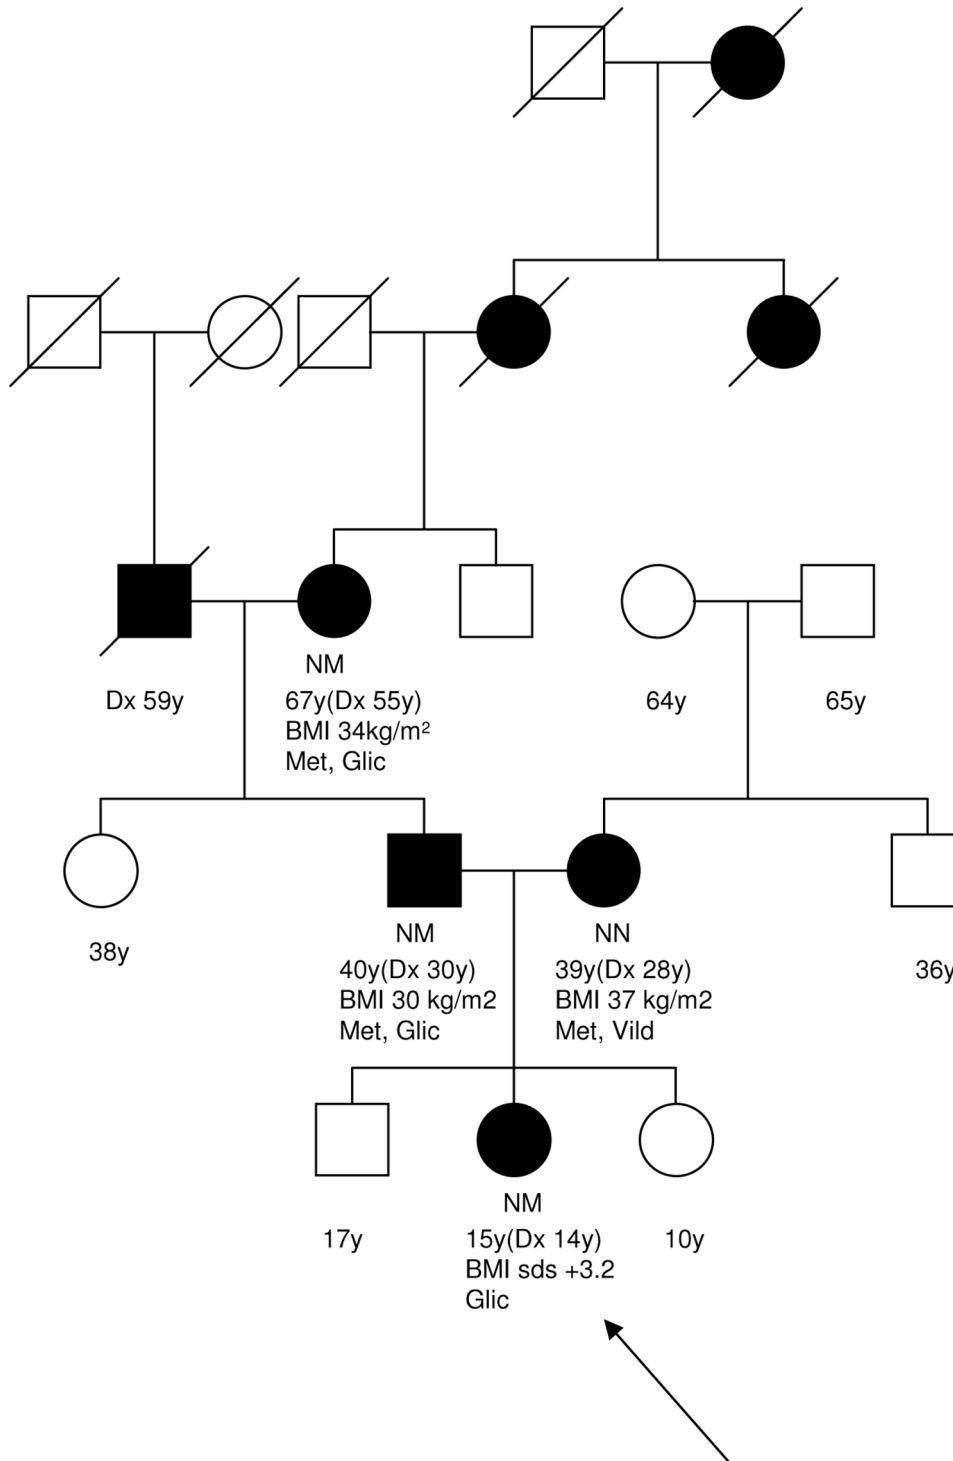 NM
Dx 59y
67y(Dx 55y)
BMI 34kg/m²
Met, Glic
64y
65y
38y
NM
40y(Dx 30y)
BMI 30 kg/m2
Met, Glic
NN
39y(Dx 28y)
BMI 37 kg/m2
Met, Vild
36y
17y
NM
15y(Dx 14y)
BMI sds +3.2
Glic
10y